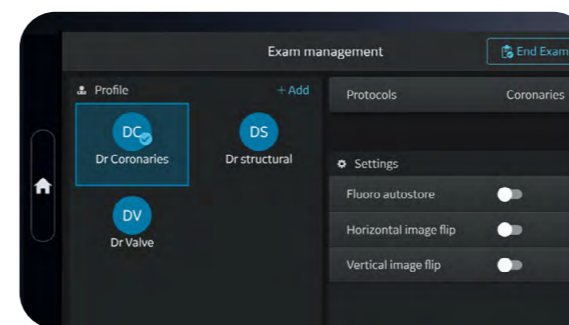 Exam management
End Exam
Profile
+ Add
DC
Dr Coronaries
DS
Dr structural
DV
Dr Valve
Protocols Coronaries
Settings
Fluoro autostore
Horizontal image flip
Vertical image flip